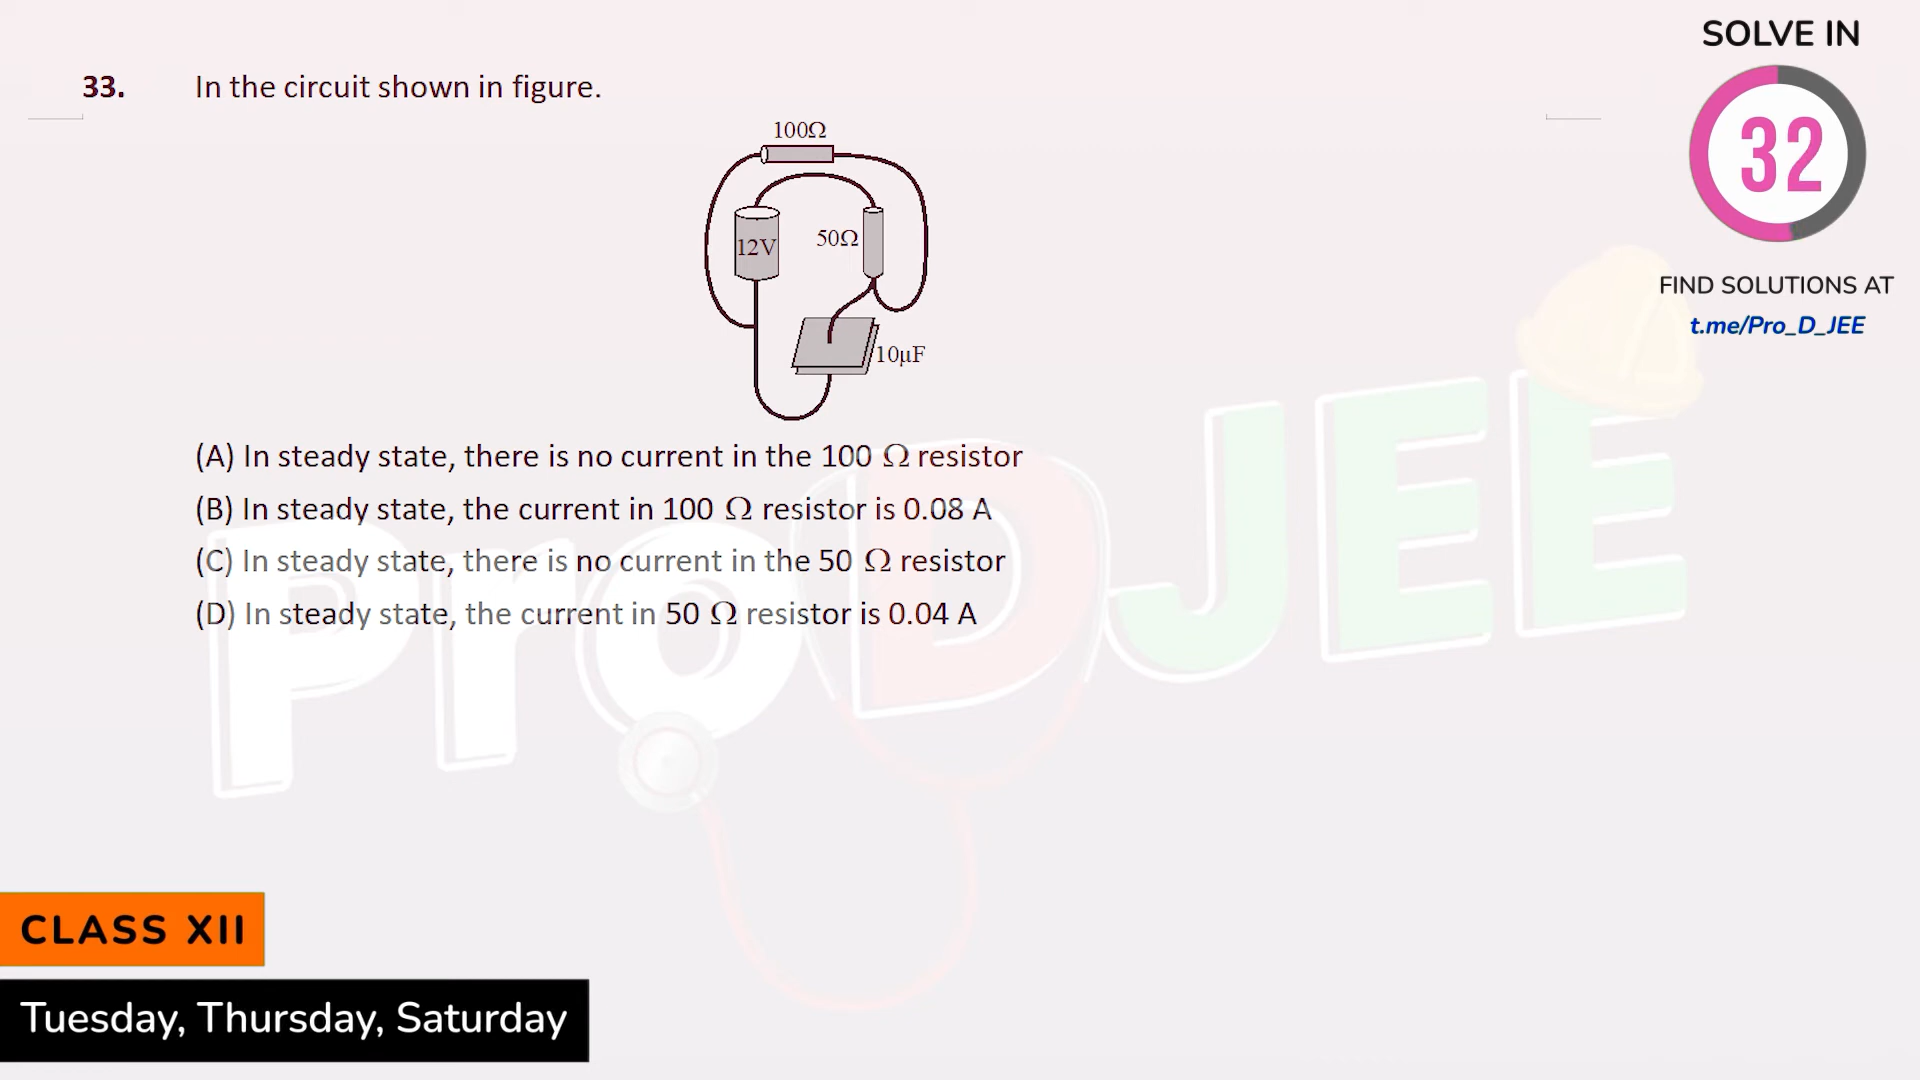 SOLVE IN
32
FIND SOLUTIONS AT
t.me/Pro_D_JEE
33. In the circuit shown in figure.
100Ω
12V
50Ω
10μF
(A) In steady state, there is no current in the 100 Ω resistor
(B) In steady state, the current in 100 Ω resistor is 0.08 A
(C) In steady state, there is no current in the 50 Ω resistor
(D) In steady state, the current in 50 Ω resistor is 0.04 A
ProDJEE
CLASS XII
Tuesday, Thursday, Saturday